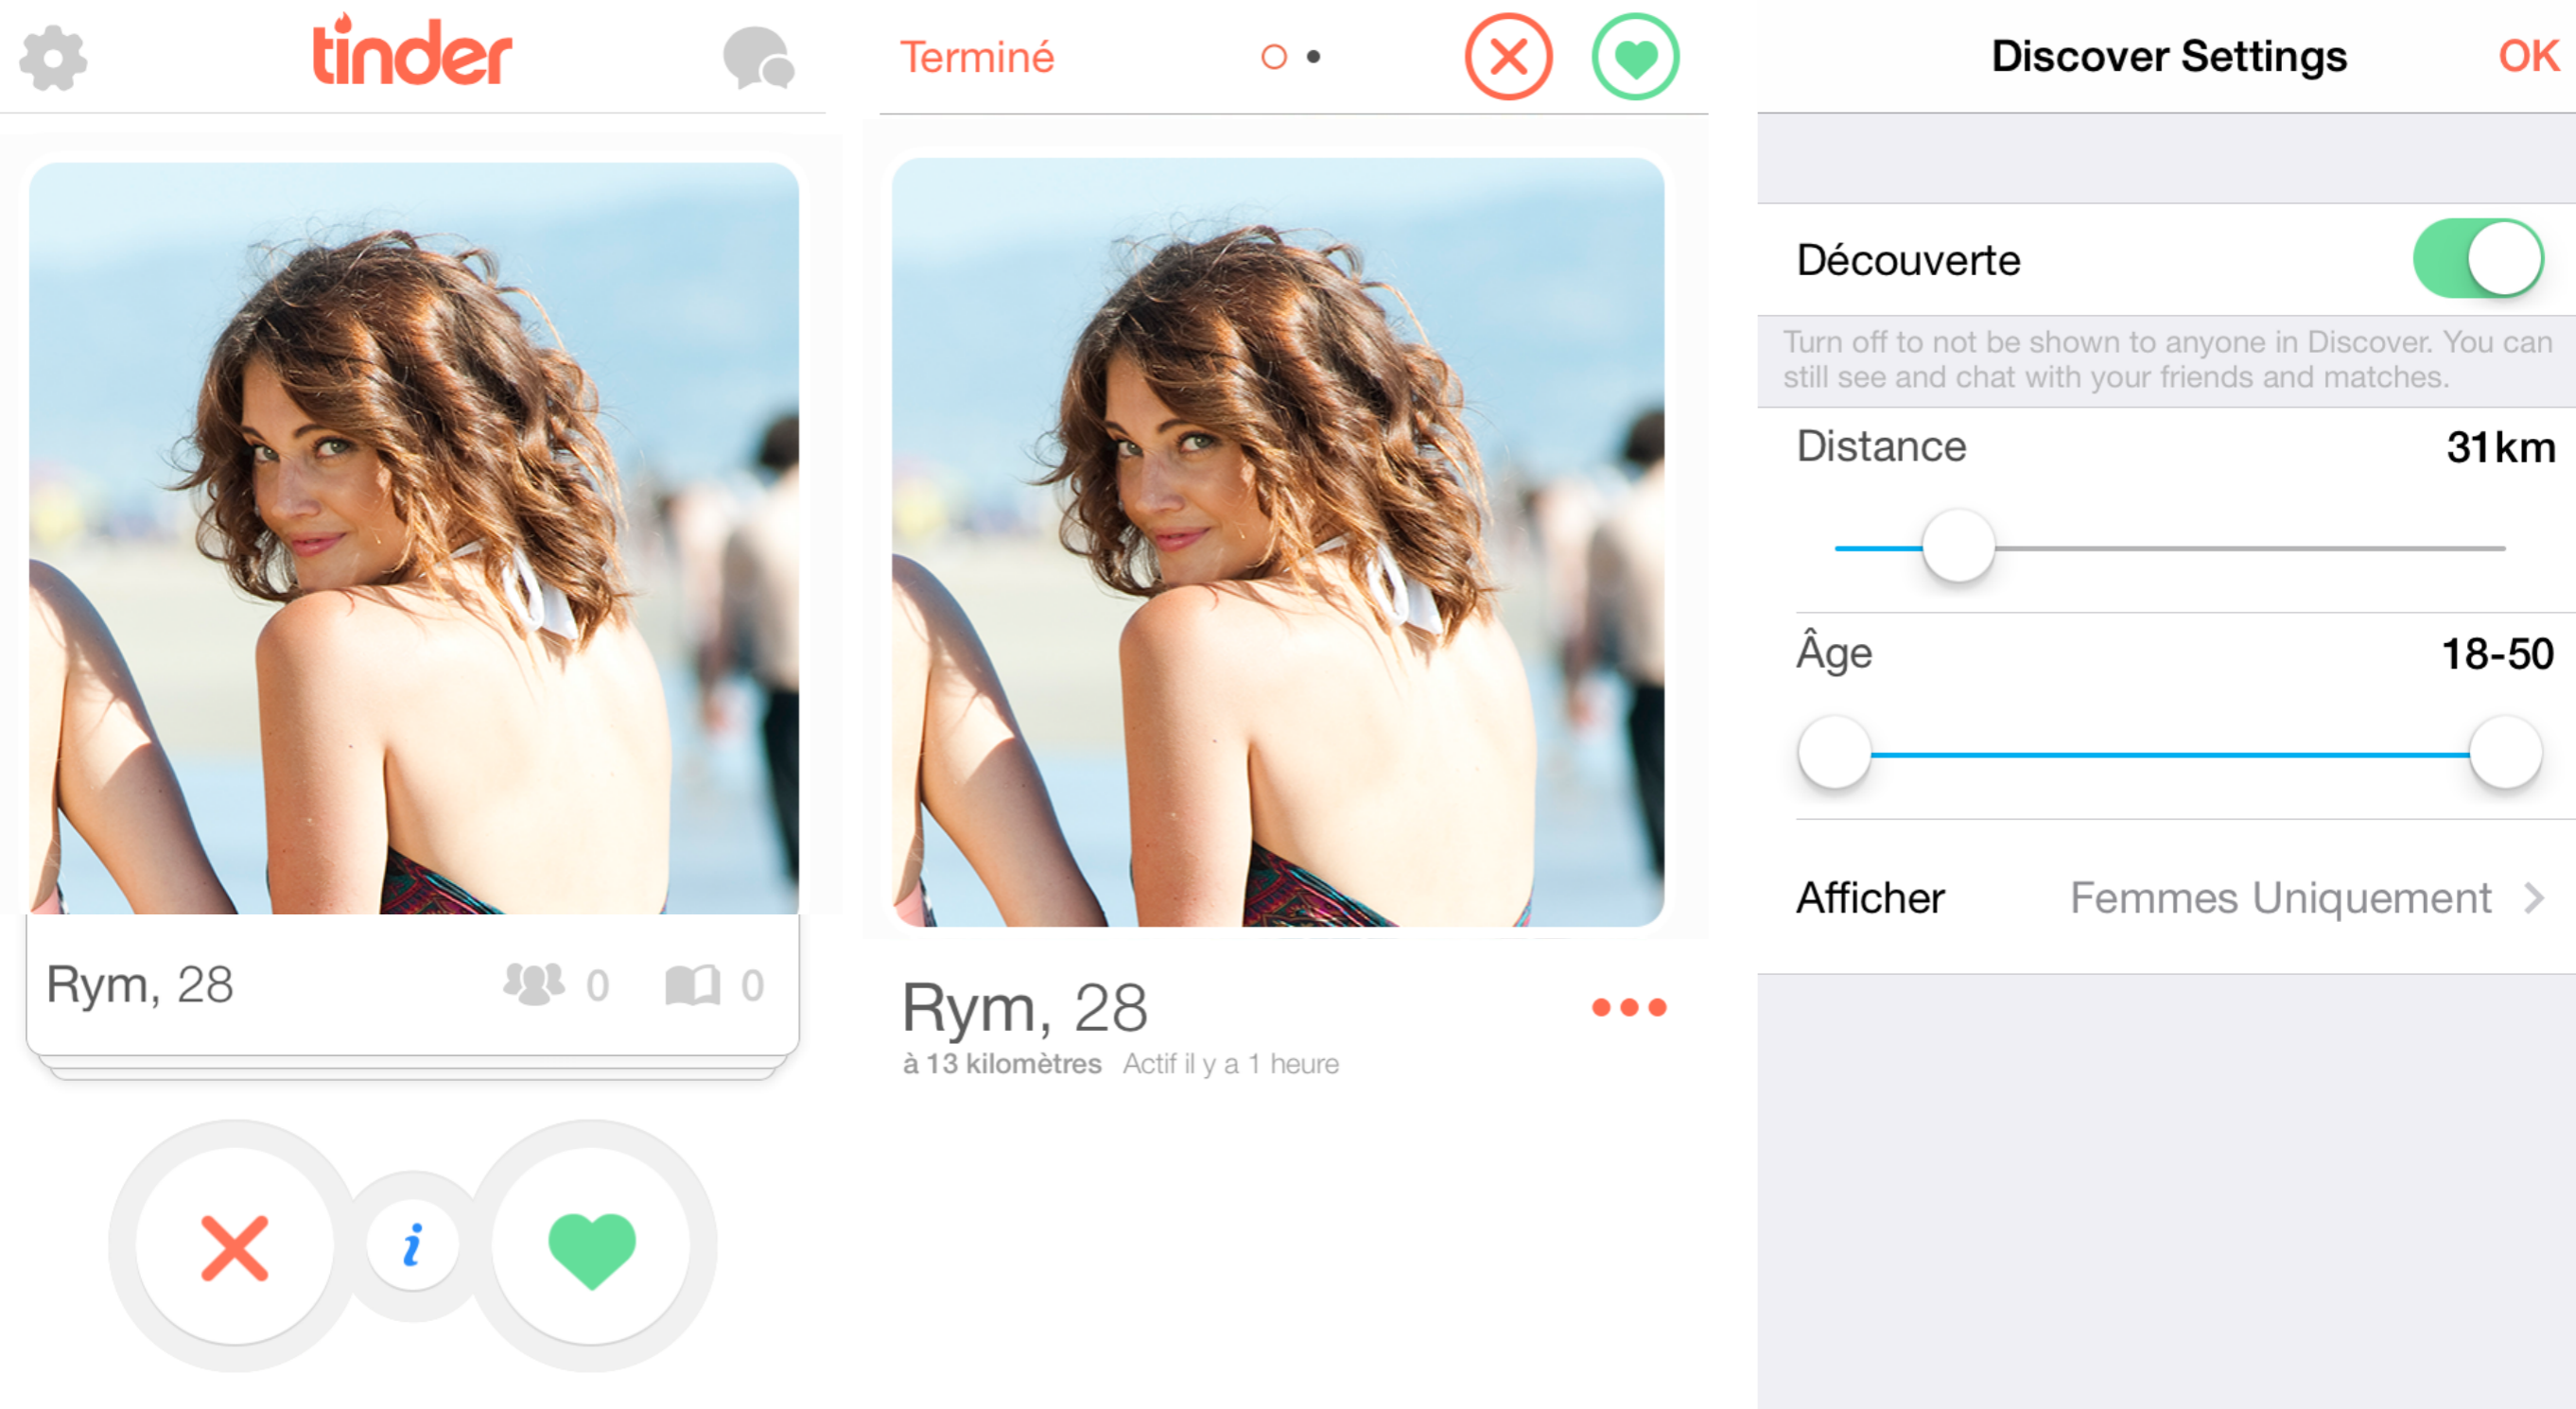 tinder
Rym, 28
0
0
i
Terminé
Rym, 28
à 13 kilomètres Actif il y a 1 heure
Discover Settings
OK
Découverte
Turn off to not be shown to anyone in Discover. You can
still see and chat with your friends and matches.
Distance
31km
Âge
18-50
Afficher
Femmes Uniquement